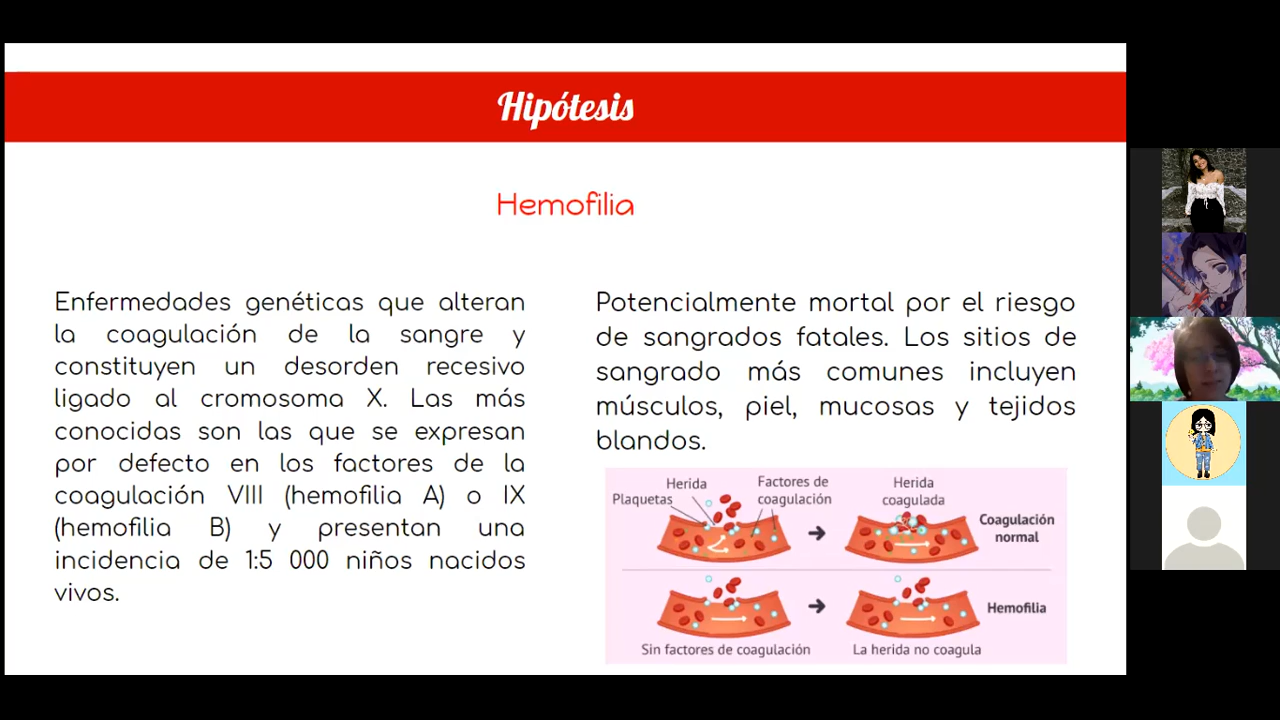 Hipótesis
Hemofilia
Enfermedades genéticas que alteran
la coagulación de la sangre y
constituyen un desorden recesivo
ligado al cromosoma X. Las más
conocidas son las que se expresan
por defecto en los factores de la
coagulación VIII (hemofilia A) o IX
(hemofilia B) y presentan una
incidencia de 1:5 000 niños nacidos
vivos.
Potencialmente mortal por el riesgo
de sangrados fatales. Los sitios de
sangrado más comunes incluyen
músculos, piel, mucosas y tejidos
blandos.
Herida
Plaquetas
Factores de
coagulación
Herida
coagulada
Coagulación
normal
Hemofilia
Sin factores de coagulación
La herida no coagula